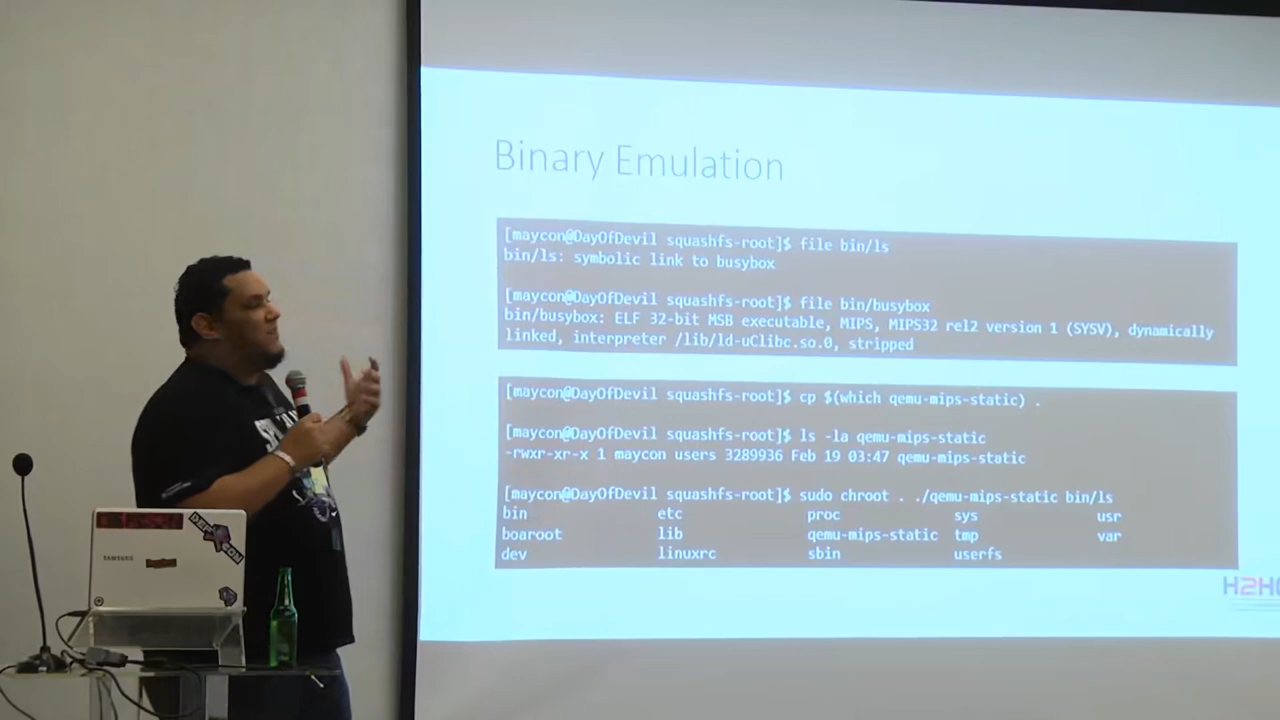 Binary Emulation
[maycon@DayOfDevil squashfs-root]$ file bin/ls
bin/ls: symbolic link to busybox
[maycon@DayOfDevil squashfs-root]$ file bin/busybox
bin/busybox: ELF 32-bit MSB executable, MIPS, MIPS32 rel2 version 1 (SYSV), dynamically
linked, interpreter /lib/ld-uClibc.so.0, stripped
[maycon@DayOfDevil squashfs-root]$ cp $(which qemu-mips-static) .
[maycon@DayOfDevil squashfs-root]$ ls -la qemu-mips-static
-rwxr-xr-x 1 maycon users 3289936 Feb 19 03:47 qemu-mips-static
[maycon@DayOfDevil squashfs-root]$ sudo chroot . ./qemu-mips-static bin/ls
bin etc proc sys usr
boaroot lib qemu-mips-static tmp var
dev linuxrc sbin userfs
H2HC
SAMSUNG